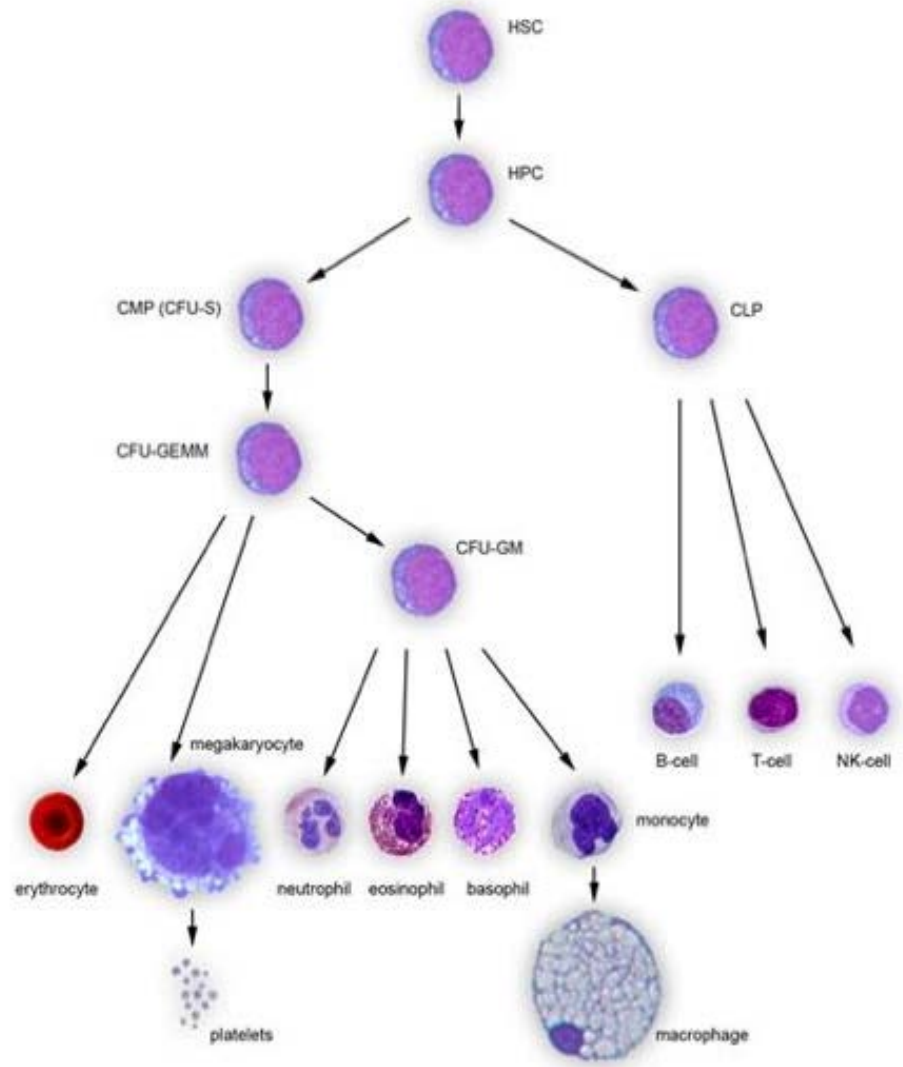 HSC
HPC
CMP (CFU-S)
CLP
CFU-GEMM
CFU-GM
megakaryocyte
B-cell
T-cell
NK-cell
monocyte
erythrocyte
neutrophil
eosinophil
basophil
platelets
macrophage